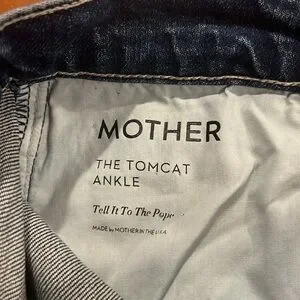 MOTHER
THE TOMCAT
ANKLE
Tell It To The Pope
MADE by MOTHER IN THE U.S.A.